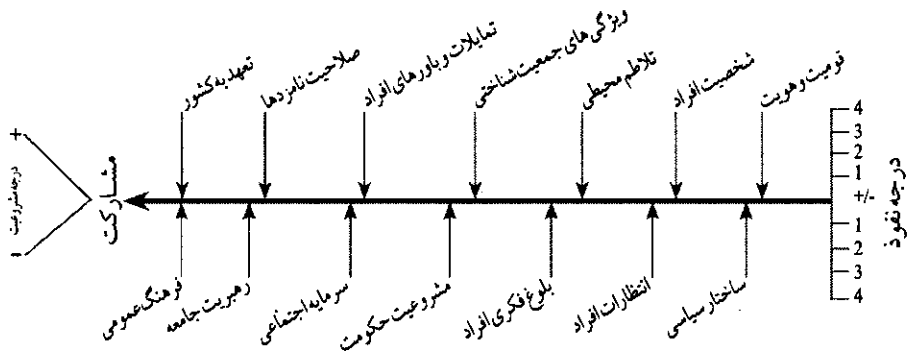 قومیت و هویت
شخصیت افراد
تلاطم محیطی
ویژگی‌های جمعیت شناختی
تمایلات و باورهای افراد
صلاحیت نامزدها
تعهد به کشور
4
3
2
1
+/-
1
2
3
4
درجه نفوذ
مشارکت
+
درجه مشروعیت
-
ساختار سیاسی
انتظارات افراد
بلوغ فکری افراد
مشروعیت حکومت
سرمایه اجتماعی
رهبریت جامعه
فرهنگ عمومی